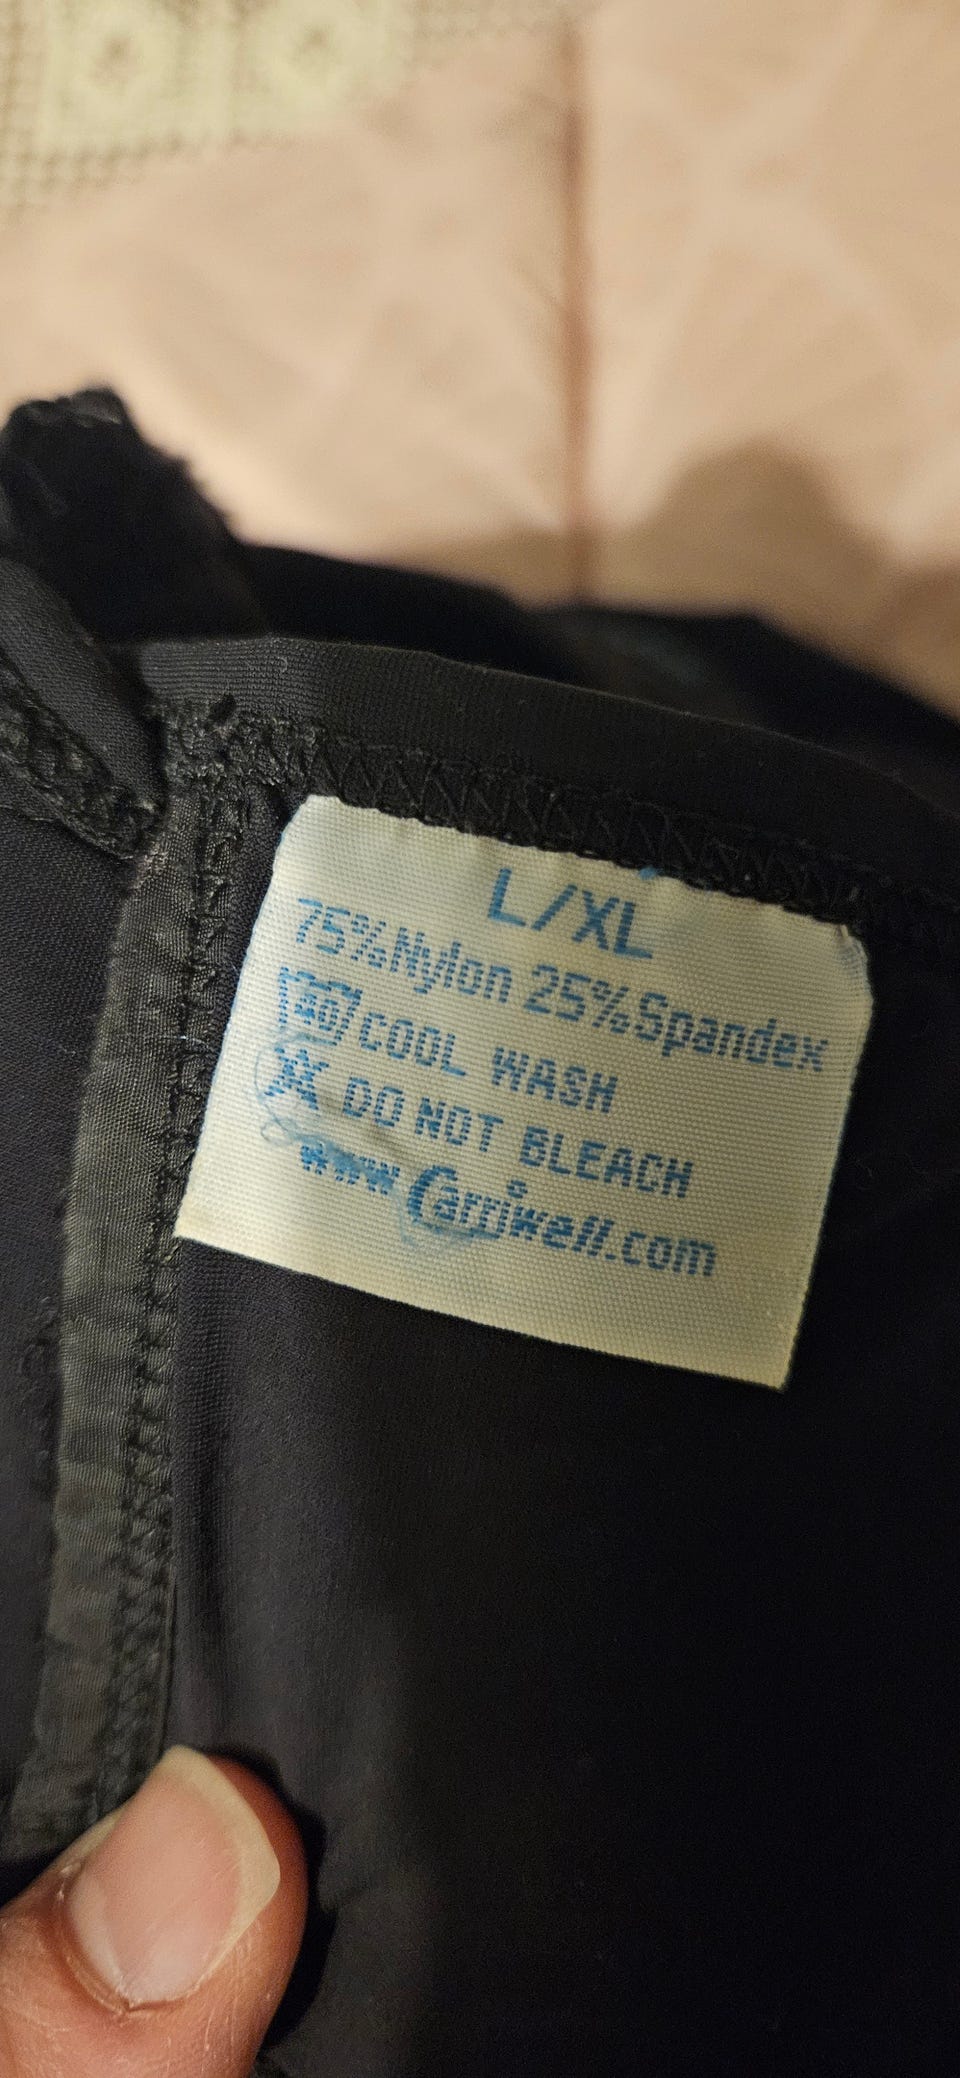 L/XL
75%Nylon 25%Spandex
40 COOL WASH
DO NOT BLEACH
www Carriwell.com